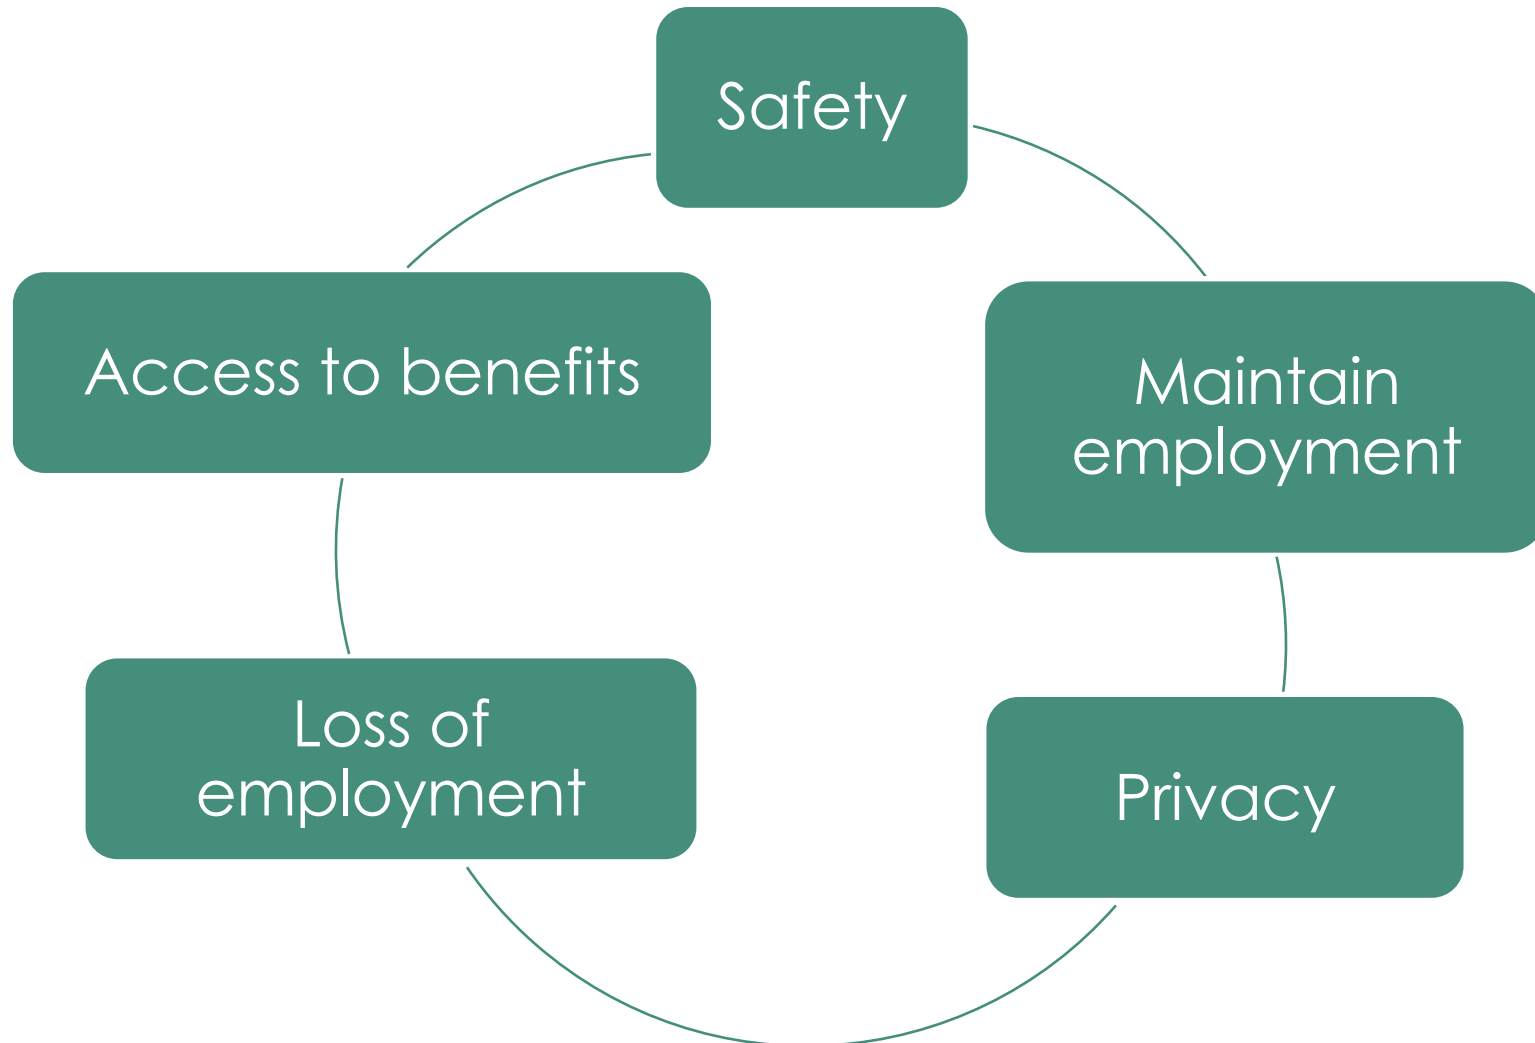 Safety
Access to benefits
Maintain
employment
Loss of
employment
Privacy